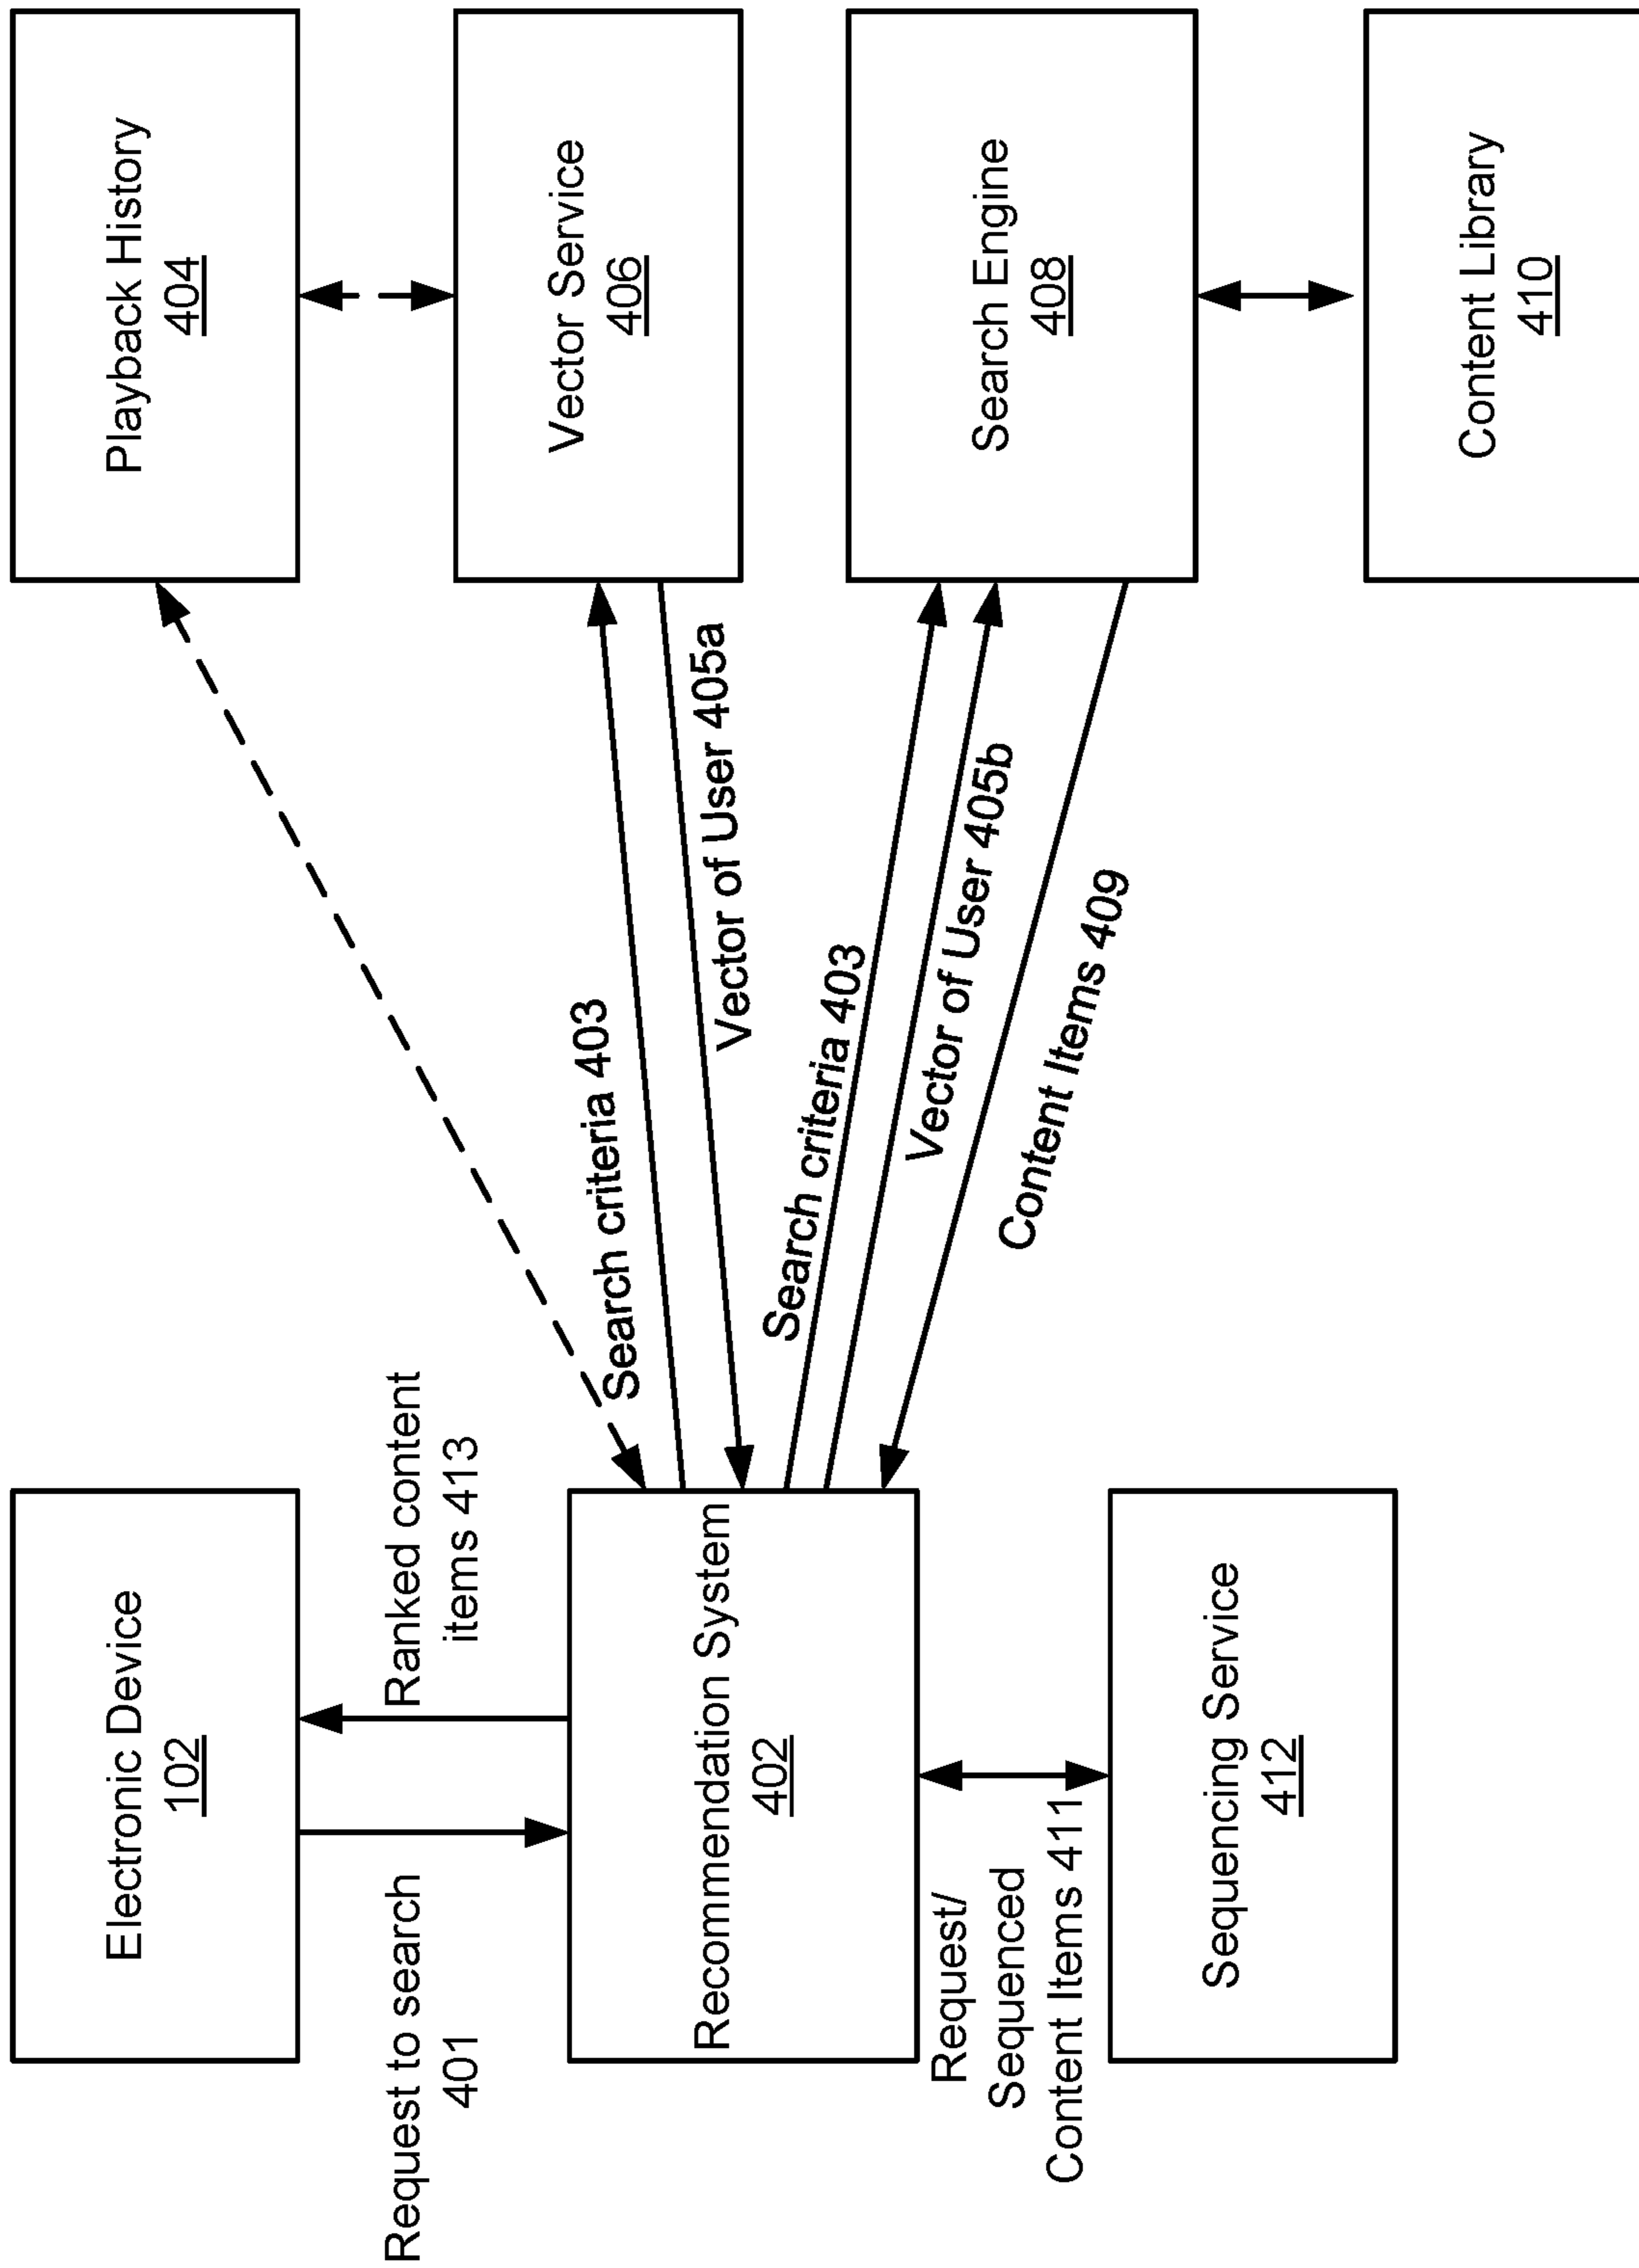 Electronic Device
102
Request to search
401
Ranked content
items 413
Recommendation System
402
Request/
Sequenced
Content Items 411
Sequencing Service
412
Search criteria 403
Vector of User 405a
Search criteria 403
Vector of User 405b
Content Items 409
Playback History
404
Vector Service
406
Search Engine
408
Content Library
410